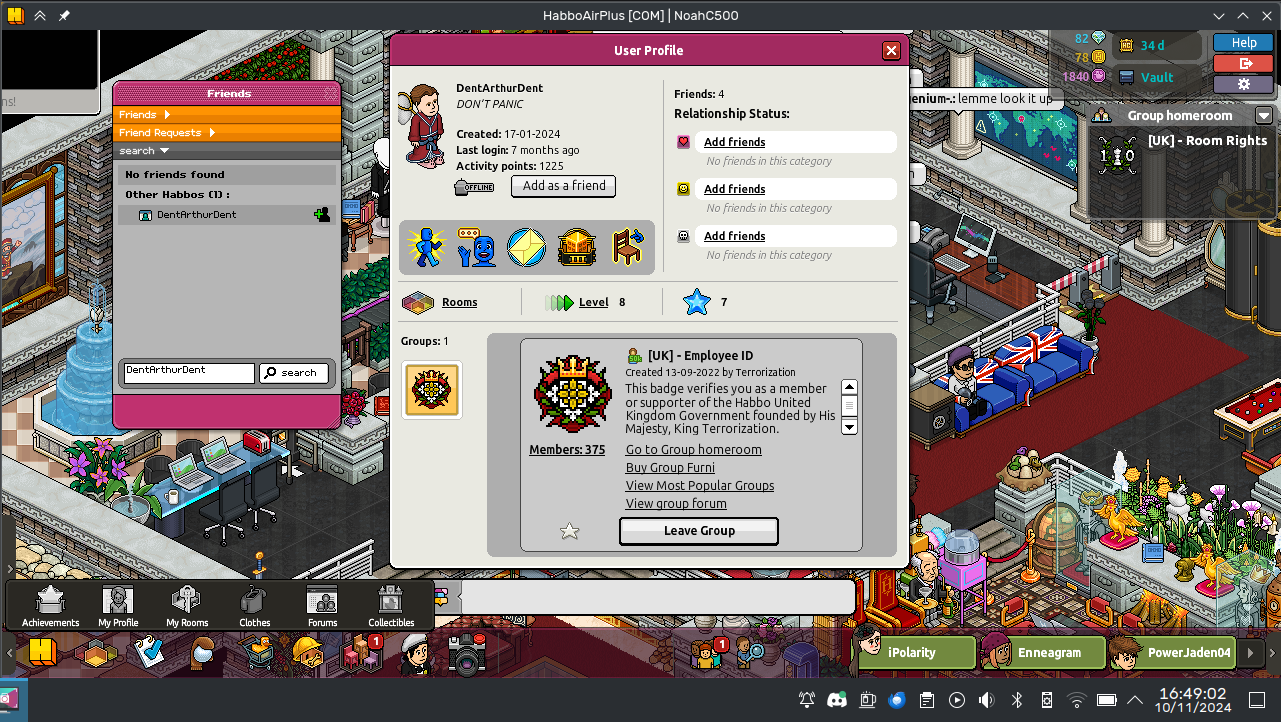 HabboAirPlus [COM] | NoahC500
ns!
Friends
Friends
Friend Requests
search
No friends found
Other Habbos (1) :
DentArthurDent
DentArthurDent
search
User Profile
DentArthurDent
DON'T PANIC
Created: 17-01-2024
Last login: 7 months ago
Activity points: 1225
OFFLINE
Add as a friend
Friends: 4
Relationship Status:
Add friends
No friends in this category
Add friends
No friends in this category
Add friends
No friends in this category
Rooms
Level 8
7
Groups: 1
[UK] - Employee ID
Created 13-09-2022 by Terrorization
This badge verifies you as a member
or supporter of the Habbo United
Kingdom Government founded by His
Majesty, King Terrorization.
Members: 375
Go to Group homeroom
Buy Group Furni
View Most Popular Groups
View group forum
Leave Group
82
78
1840
HC
34 d
Vault
Help
enium-.: lemme look it up
Group homeroom
[UK] - Room Rights
1 0
Achievements
My Profile
My Rooms
Clothes
Forums
Collectibles
1
1
iPolarity
Enneagram
PowerJaden04
16:49:02
10/11/2024